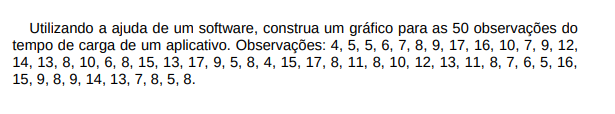 Utilizando a ajuda de um software, construa um gráfico para as 50 observações do
tempo de carga de um aplicativo. Observações: 4, 5, 5, 6, 7, 8, 9, 17, 16, 10, 7, 9, 12,
14, 13, 8, 10, 6, 8, 15, 13, 17, 9, 5, 8, 4, 15, 17, 8, 11, 8, 10, 12, 13, 11, 8, 7, 6, 5, 16,
15, 9, 8, 9, 14, 13, 7, 8, 5, 8.